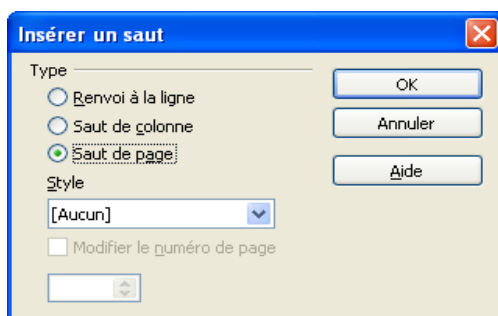 Insérer un saut
Type
Renvoi à la ligne
Saut de colonne
Saut de page
Style
[Aucun]
Modifier le numéro de page
OK
Annuler
Aide